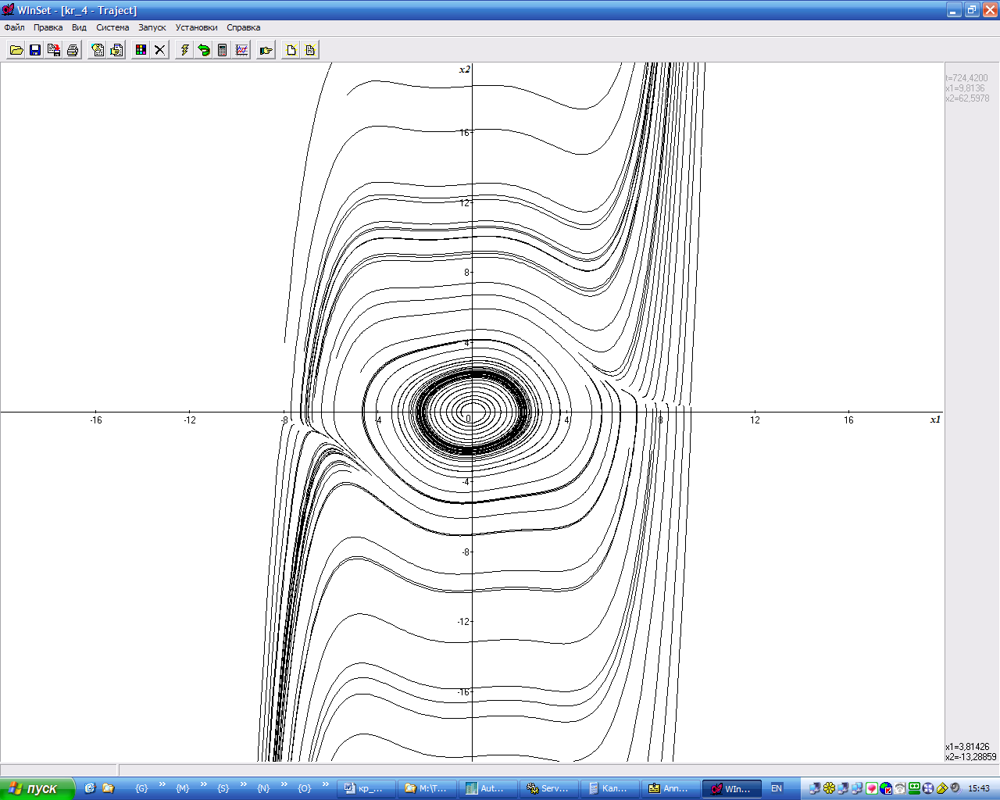 WInSet - [kr_4 - Traject]
Файл Правка Вид Система Запуск Установки Справка
x2
t=724,4200
x1=9,8136
x2=62,5978
16
12
8
4
-16 -12 -8 -4 0 4 8 12 16 x1
-4
-8
-12
-16
x1=3,81426
x2=-13,28859
пуск {G} » {M} » {S} » {N} » {O} » кр_... M:\T... Aut... Serv... Кал... Ann... WIn... EN 15:43